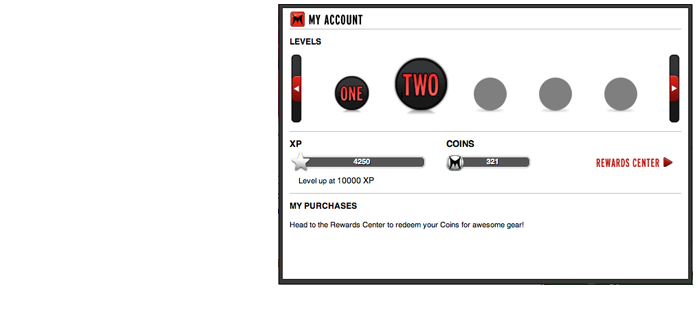 MY ACCOUNT
LEVELS
ONE TWO
XP COINS
4250 321 REWARDS CENTER
Level up at 10000 XP
MY PURCHASES
Head to the Rewards Center to redeem your Coins for awesome gear!